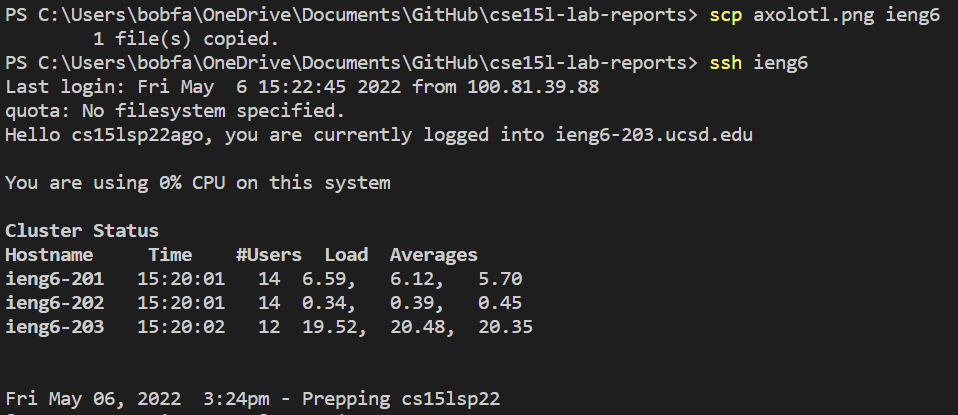 PS C:\Users\bobfa\OneDrive\Documents\GitHub\cse15l-lab-reports> scp axolotl.png ieng6
        1 file(s) copied.
PS C:\Users\bobfa\OneDrive\Documents\GitHub\cse15l-lab-reports> ssh ieng6
Last login: Fri May  6 15:22:45 2022 from 100.81.39.88
quota: No filesystem specified.
Hello cs15lsp22ago, you are currently logged into ieng6-203.ucsd.edu
You are using 0% CPU on this system
Cluster Status
Hostname     Time    #Users  Load  Averages
ieng6-201   15:20:01   14  6.59,   6.12,   5.70
ieng6-202   15:20:01   14  0.34,   0.39,   0.45
ieng6-203   15:20:02   12  19.52,  20.48,  20.35
Fri May 06, 2022  3:24pm - Prepping cs15lsp22